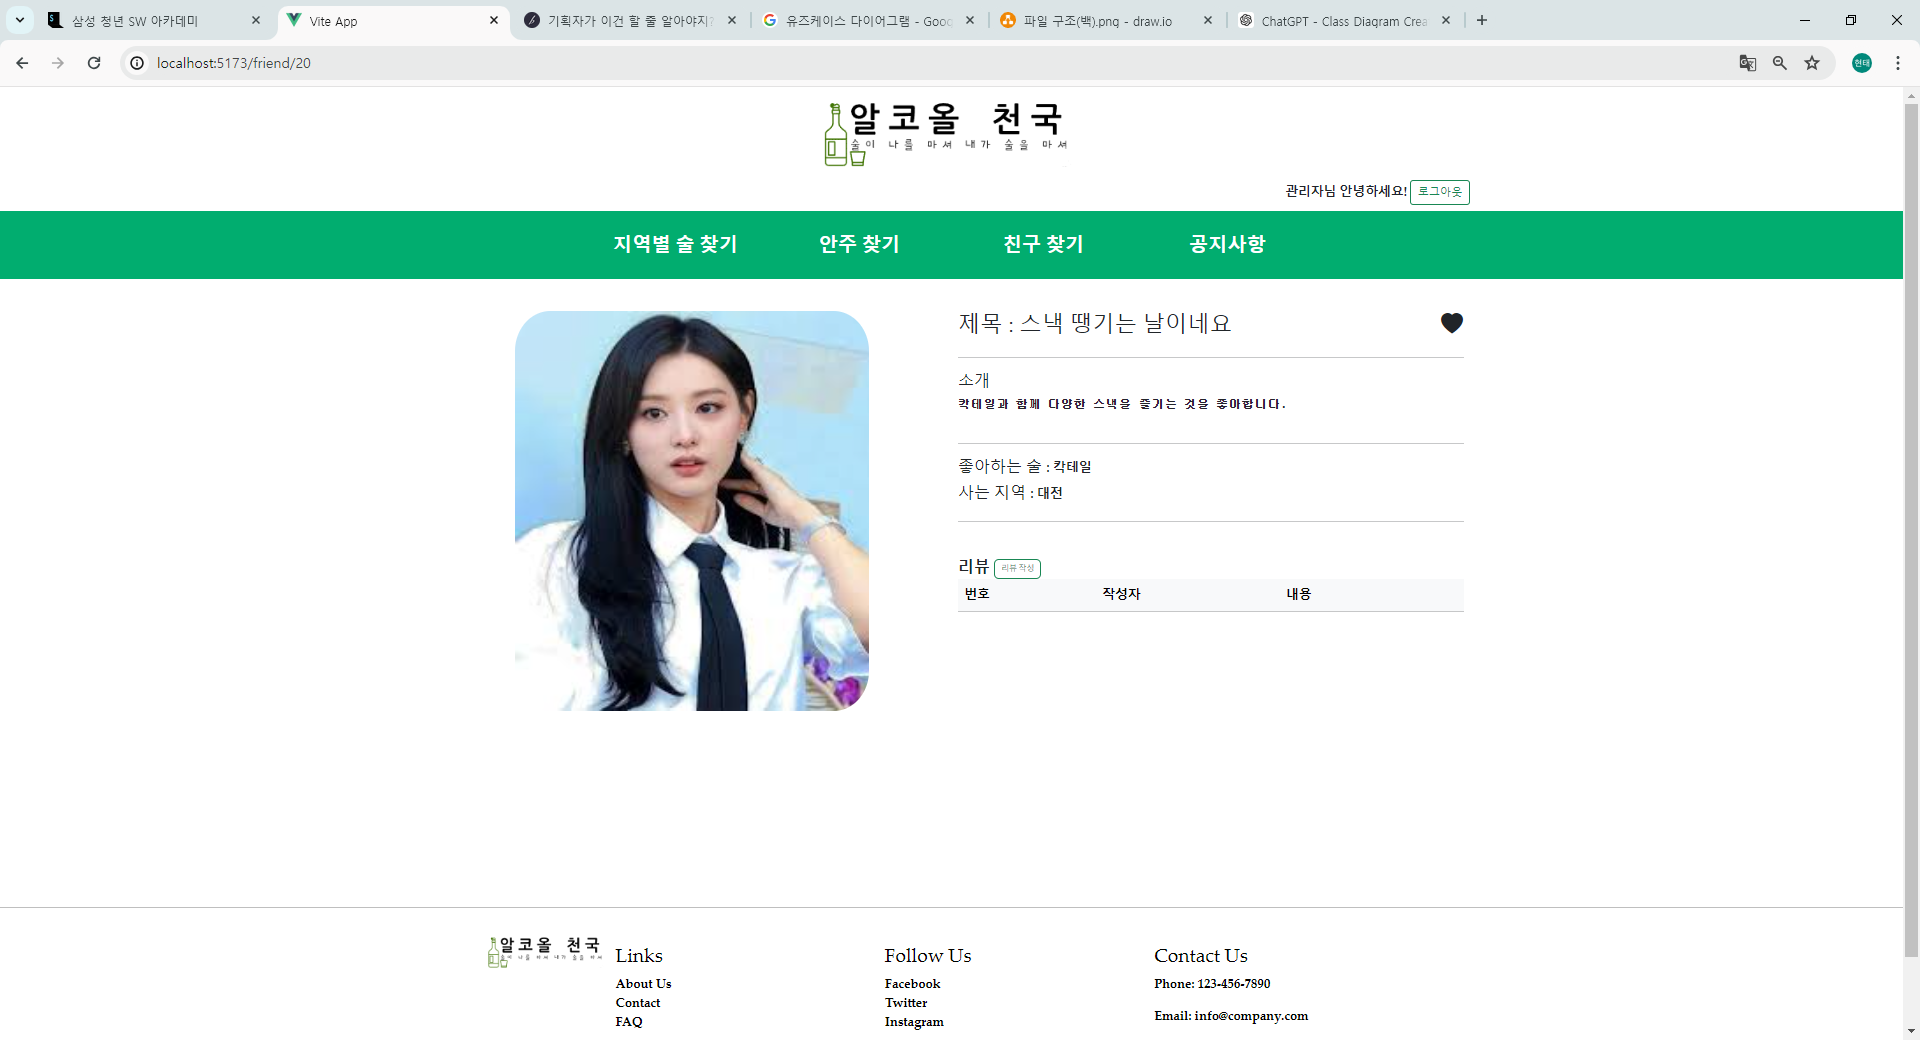 삼성 청년 SW 아카데미
Vite App
기획자가 이건 할 줄 알아야지?
유즈케이스 다이어그램 - Goog
파일 구조(백).png - draw.io
ChatGPT - Class Diagram Crea
localhost:5173/friend/20
현태
알코올 천국
술이 나를 마셔 내가 술을 마셔
관리자님 안녕하세요! 로그아웃
지역별 술 찾기 안주 찾기 친구 찾기 공지사항
제목 : 스낵 땡기는 날이네요
소개
칵테일과 함께 다양한 스낵을 즐기는 것을 좋아합니다.
좋아하는 술 : 칵테일
사는 지역 : 대전
리뷰 리뷰 작성
번호 작성자 내용
알코올 천국
술이 나를 마셔 내가 술을 마셔
Links
About Us
Contact
FAQ
Follow Us
Facebook
Twitter
Instagram
Contact Us
Phone: 123-456-7890
Email: info@company.com